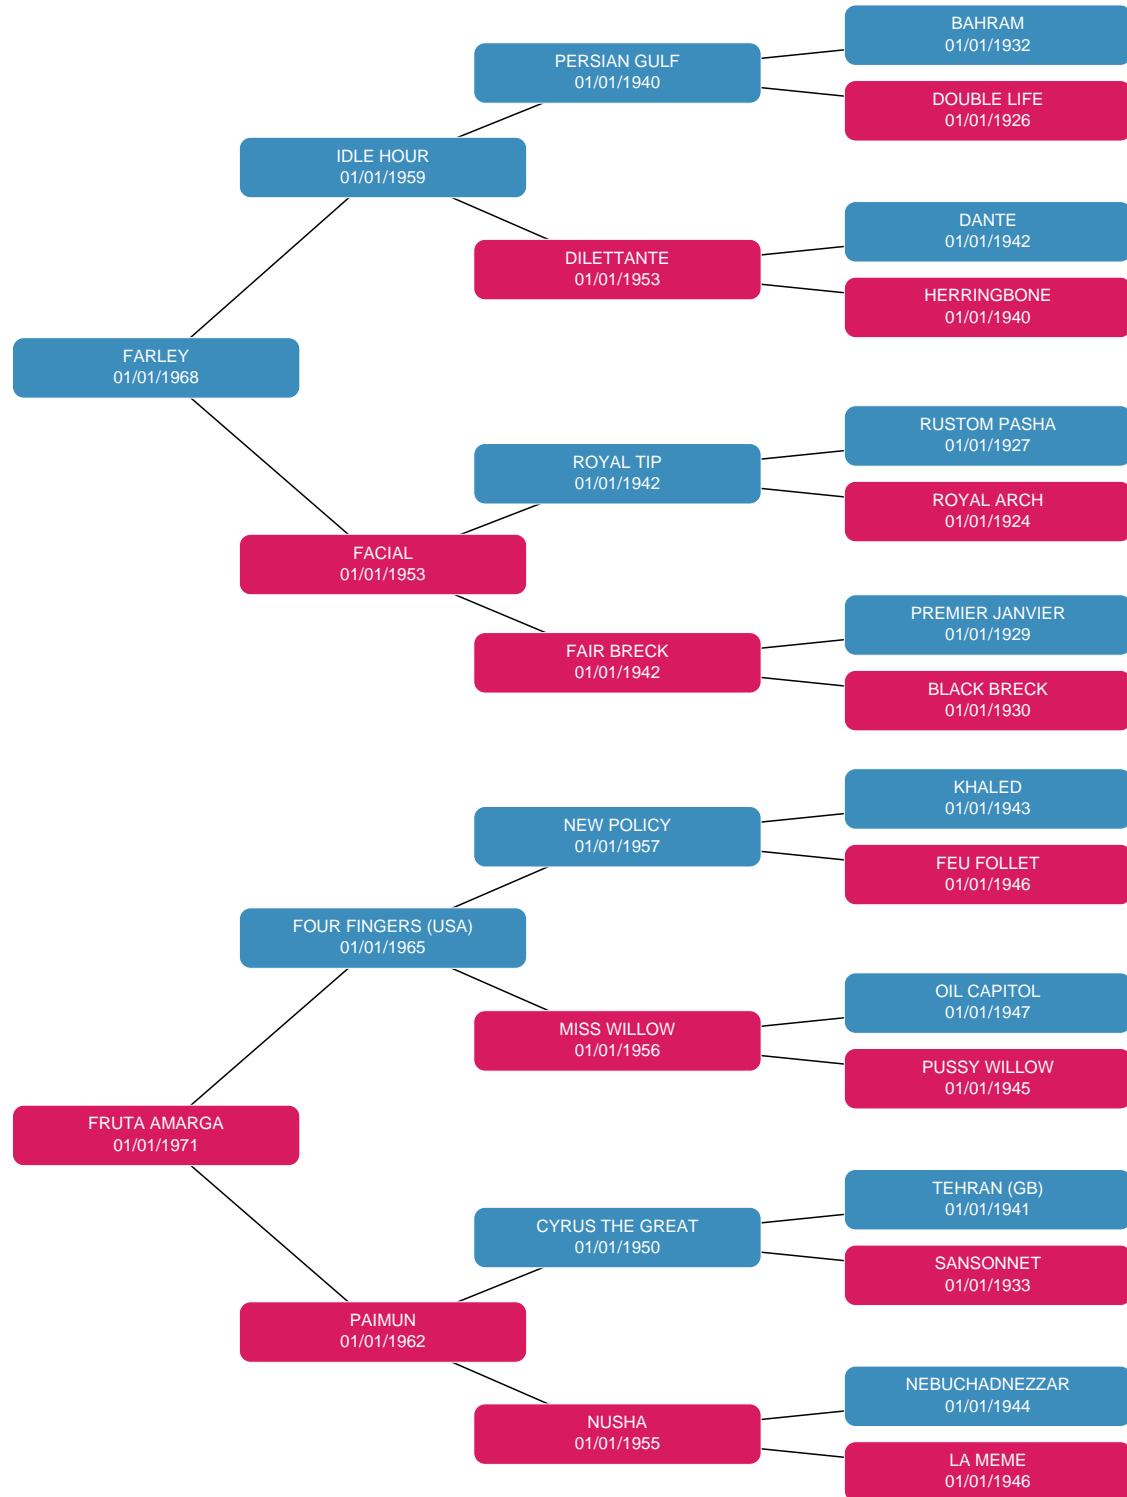 BAHRAM
01/01/1932
PERSIAN GULF
01/01/1940
DOUBLE LIFE
01/01/1926
IDLE HOUR
01/01/1959
DANTE
01/01/1942
DILETTANTE
01/01/1953
HERRINGBONE
01/01/1940
FARLEY
01/01/1968
RUSTOM PASHA
01/01/1927
ROYAL TIP
01/01/1942
ROYAL ARCH
01/01/1924
FACIAL
01/01/1953
PREMIER JANVIER
01/01/1929
FAIR BRECK
01/01/1942
BLACK BRECK
01/01/1930
KHALED
01/01/1943
NEW POLICY
01/01/1957
FEU FOLLET
01/01/1946
FOUR FINGERS (USA)
01/01/1965
OIL CAPITOL
01/01/1947
MISS WILLOW
01/01/1956
PUSSY WILLOW
01/01/1945
FRUTA AMARGA
01/01/1971
TEHRAN (GB)
01/01/1941
CYRUS THE GREAT
01/01/1950
SANSONNET
01/01/1933
PAIMUN
01/01/1962
NEBUCHADNEZZAR
01/01/1944
NUSHA
01/01/1955
LA MEME
01/01/1946